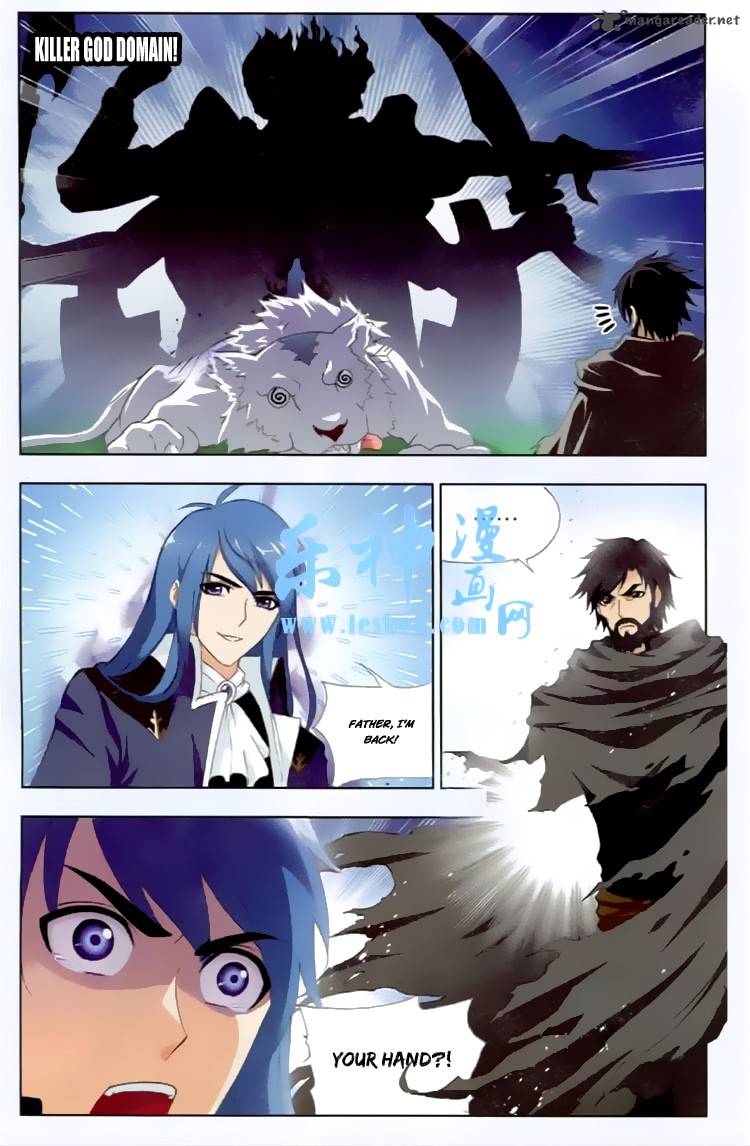 mangareader.net
KILLER GOD DOMAIN!
......
FATHER, I'M
BACK!
YOUR HAND?!